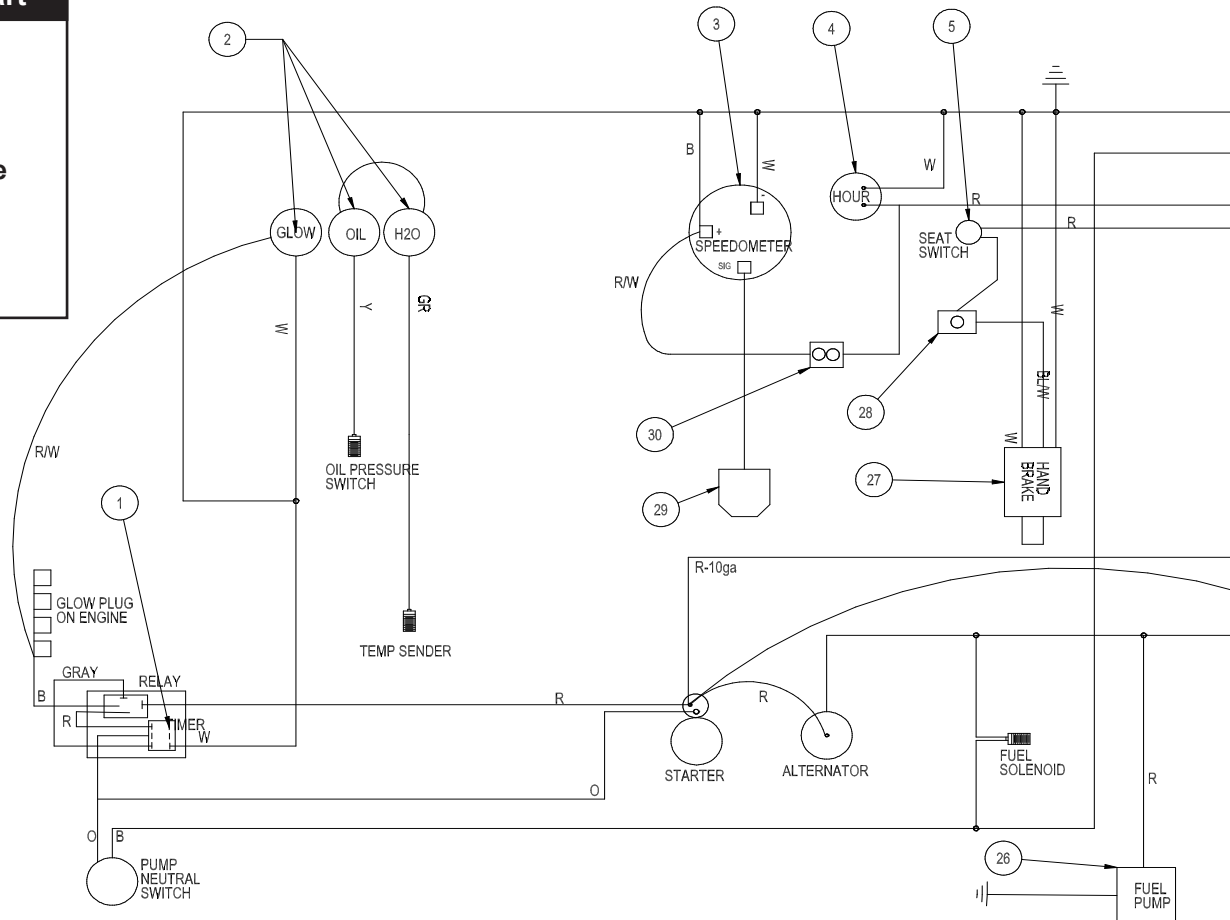 art
e
2
3
4
5
B
W
W
HOUR
R
R
SEAT
SWITCH
GLOW
OIL
H2O
-
+
SPEEDOMETER
SIG
R/W
W
Y
GR
W
BL/W
28
30
W
R/W
OIL PRESSURE
SWITCH
27
HAND
BRAKE
29
1
R-10ga
GLOW PLUG
ON ENGINE
TEMP SENDER
GRAY
RELAY
B
R
R
R
TIMER
W
STARTER
ALTERNATOR
FUEL
SOLENOID
R
O
O
B
PUMP
NEUTRAL
SWITCH
26
FUEL
PUMP